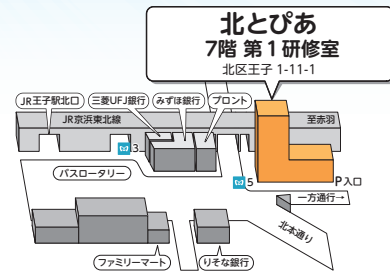 北とぴあ
7階 第1研修室
北区王子 1-11-1
JR王子駅北口
三菱UFJ銀行
みずほ銀行
プロント
JR京浜東北線
至赤羽
3
バスロータリー
5
P入口
一方通行→
北本通り
ファミリーマート
りそな銀行